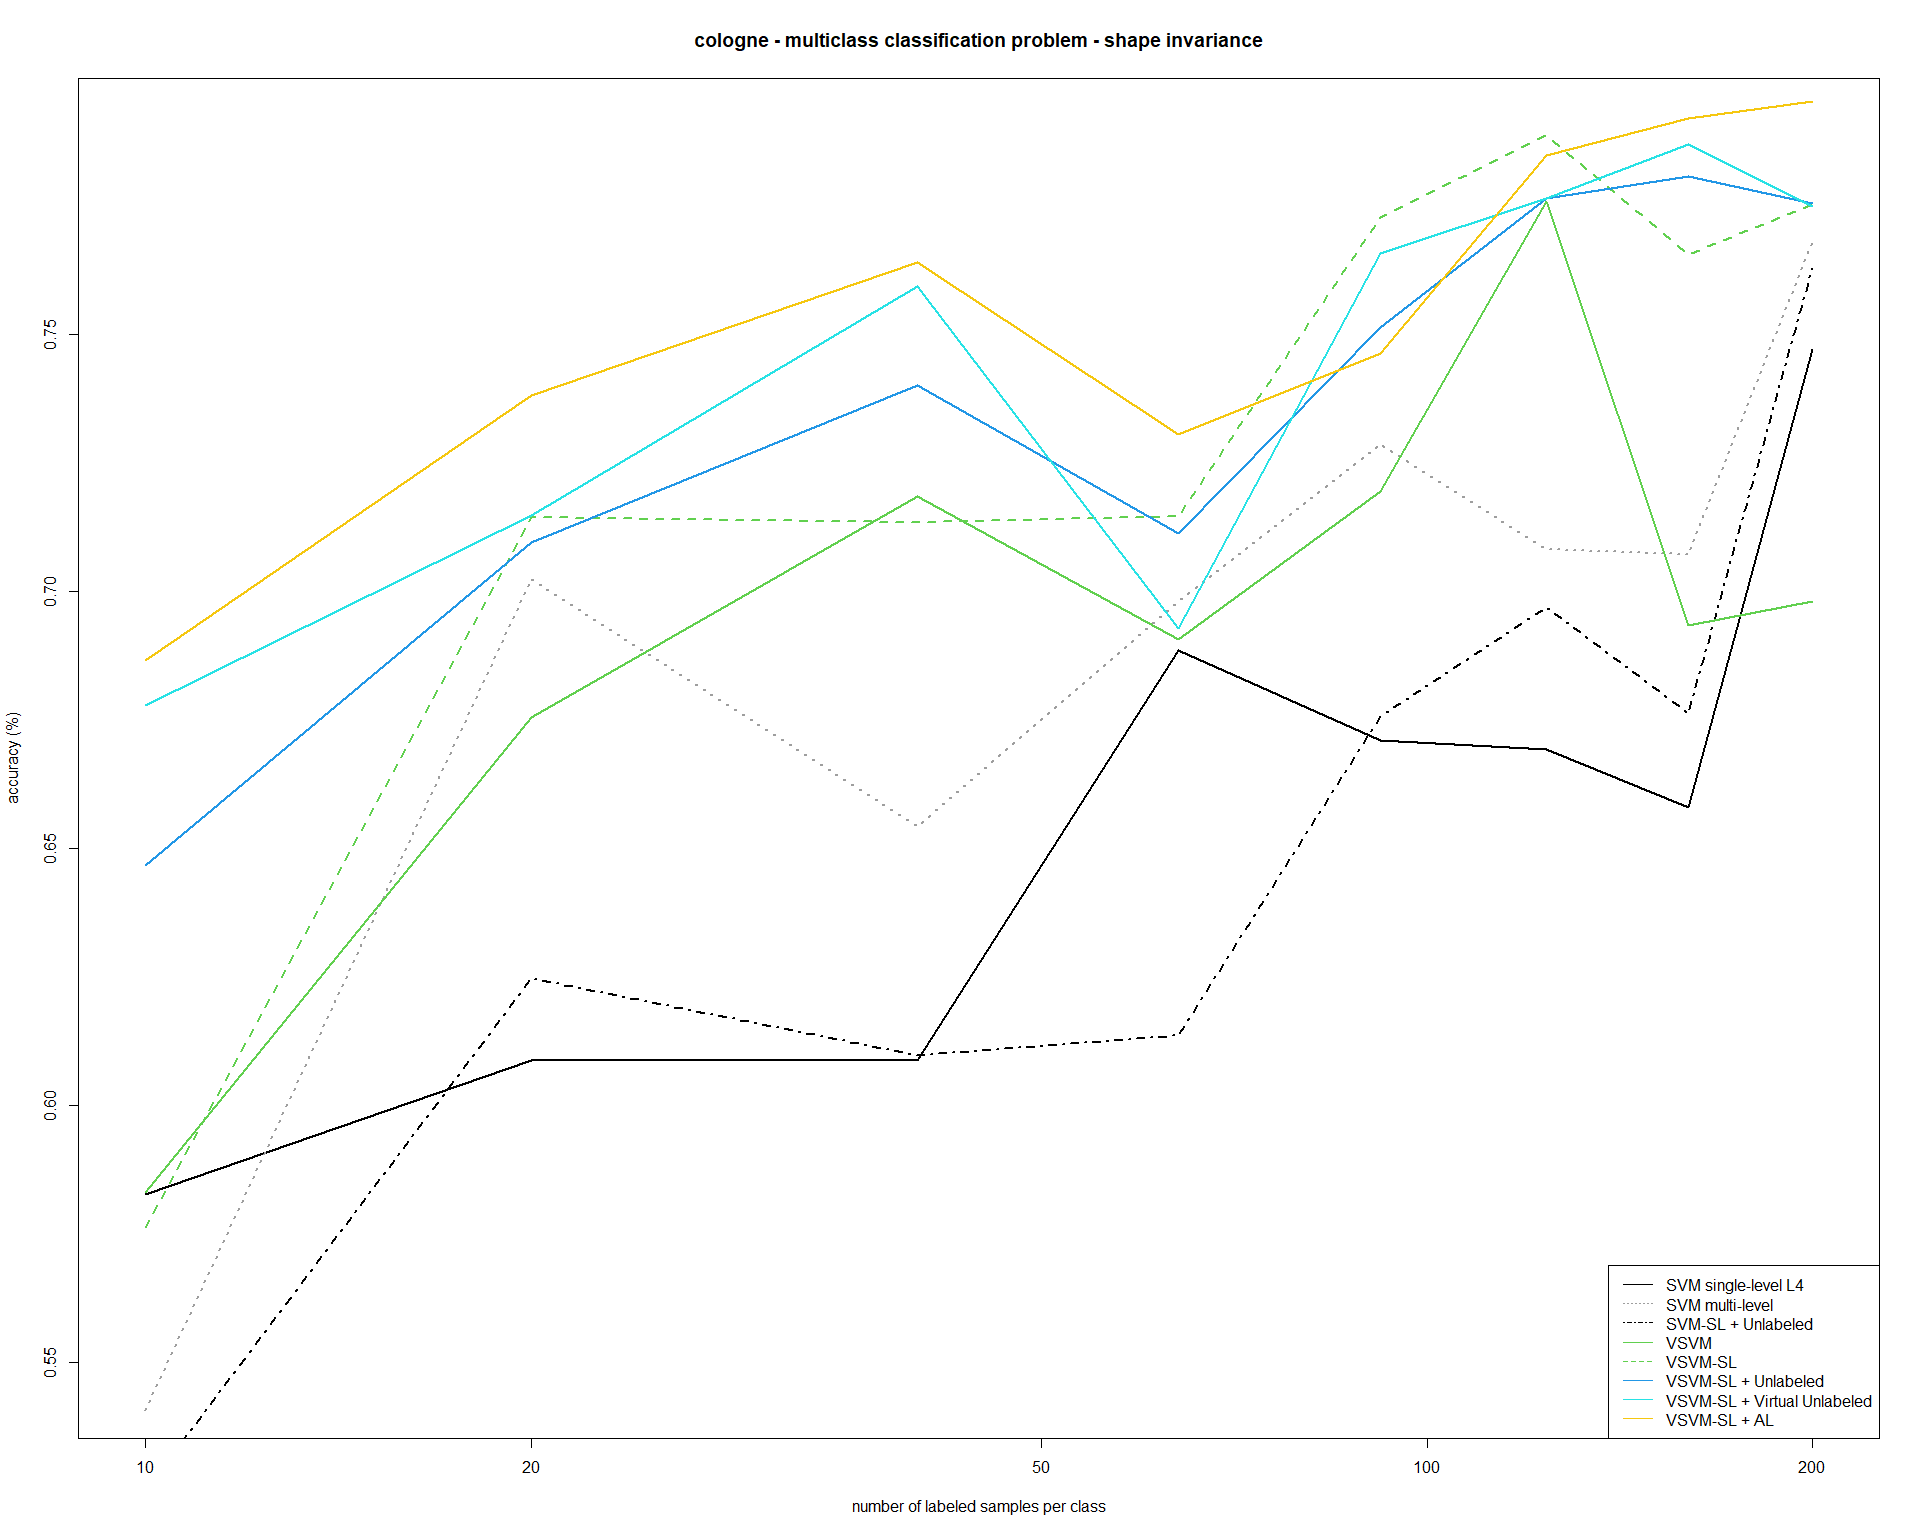 cologne - multiclass classification problem - shape invariance
accuracy (%)
0.75
0.70
0.65
0.60
0.55
10 20 50 100 200
number of labeled samples per class
SVM single-level L4
SVM multi-level
SVM-SL + Unlabeled
VSVM
VSVM-SL
VSVM-SL + Unlabeled
VSVM-SL + Virtual Unlabeled
VSVM-SL + AL